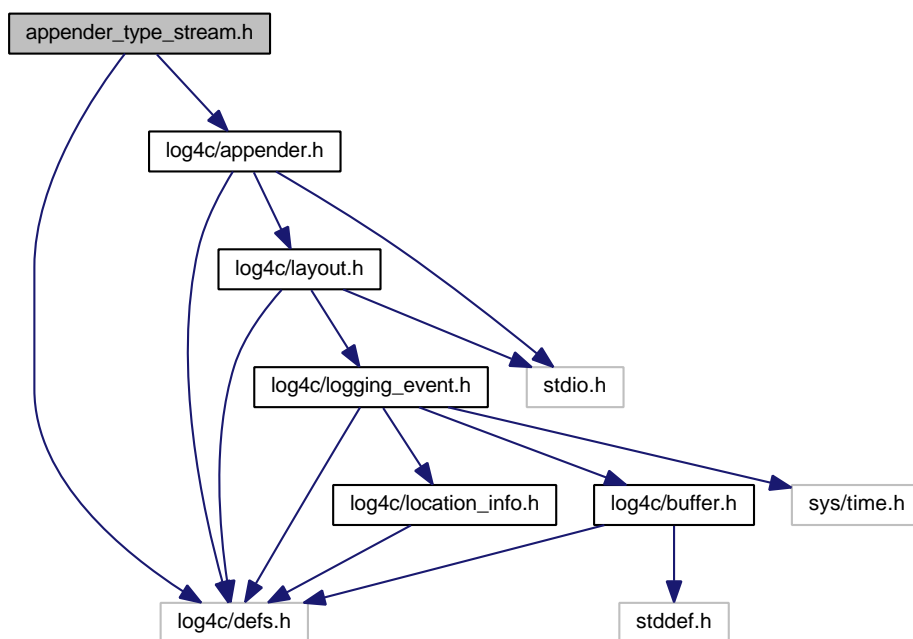 appender_type_stream.h
log4c/appender.h
log4c/layout.h
log4c/logging_event.h
stdio.h
log4c/location_info.h
log4c/buffer.h
sys/time.h
log4c/defs.h
stddef.h